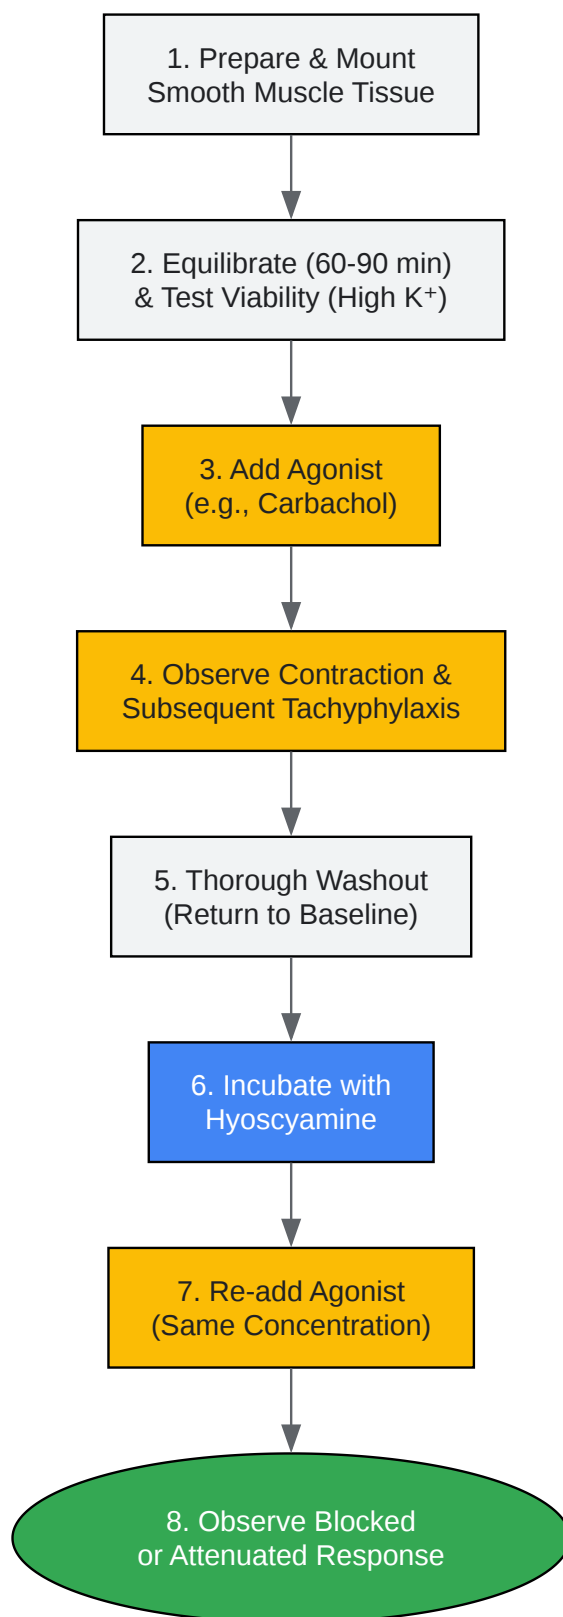 1. Prepare & Mount
Smooth Muscle Tissue
2. Equilibrate (60-90 min)
& Test Viability (High K⁺)
3. Add Agonist
(e.g., Carbachol)
4. Observe Contraction &
Subsequent Tachyphylaxis
5. Thorough Washout
(Return to Baseline)
6. Incubate with
Hyoscyamine
7. Re-add Agonist
(Same Concentration)
8. Observe Blocked
or Attenuated Response